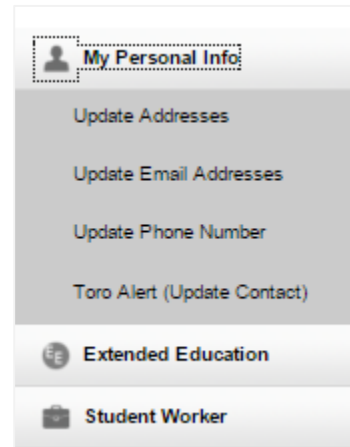 My Personal Info
Update Addresses
Update Email Addresses
Update Phone Number
Toro Alert (Update Contact)
EE Extended Education
Student Worker